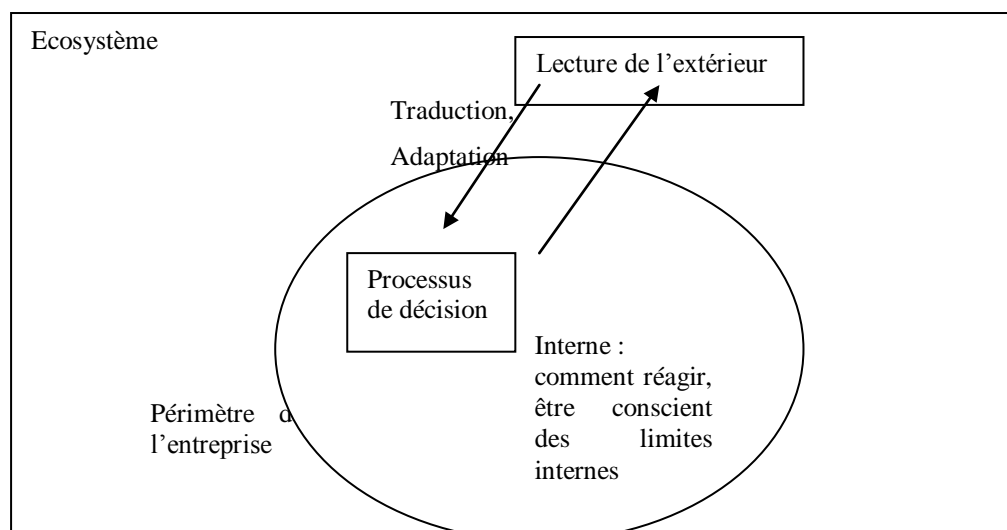 Ecosystème
Lecture de l’extérieur
Traduction,
Adaptation
Processus
de décision
Interne :
comment réagir,
être conscient
des limites
internes
Périmètre d
l’entreprise